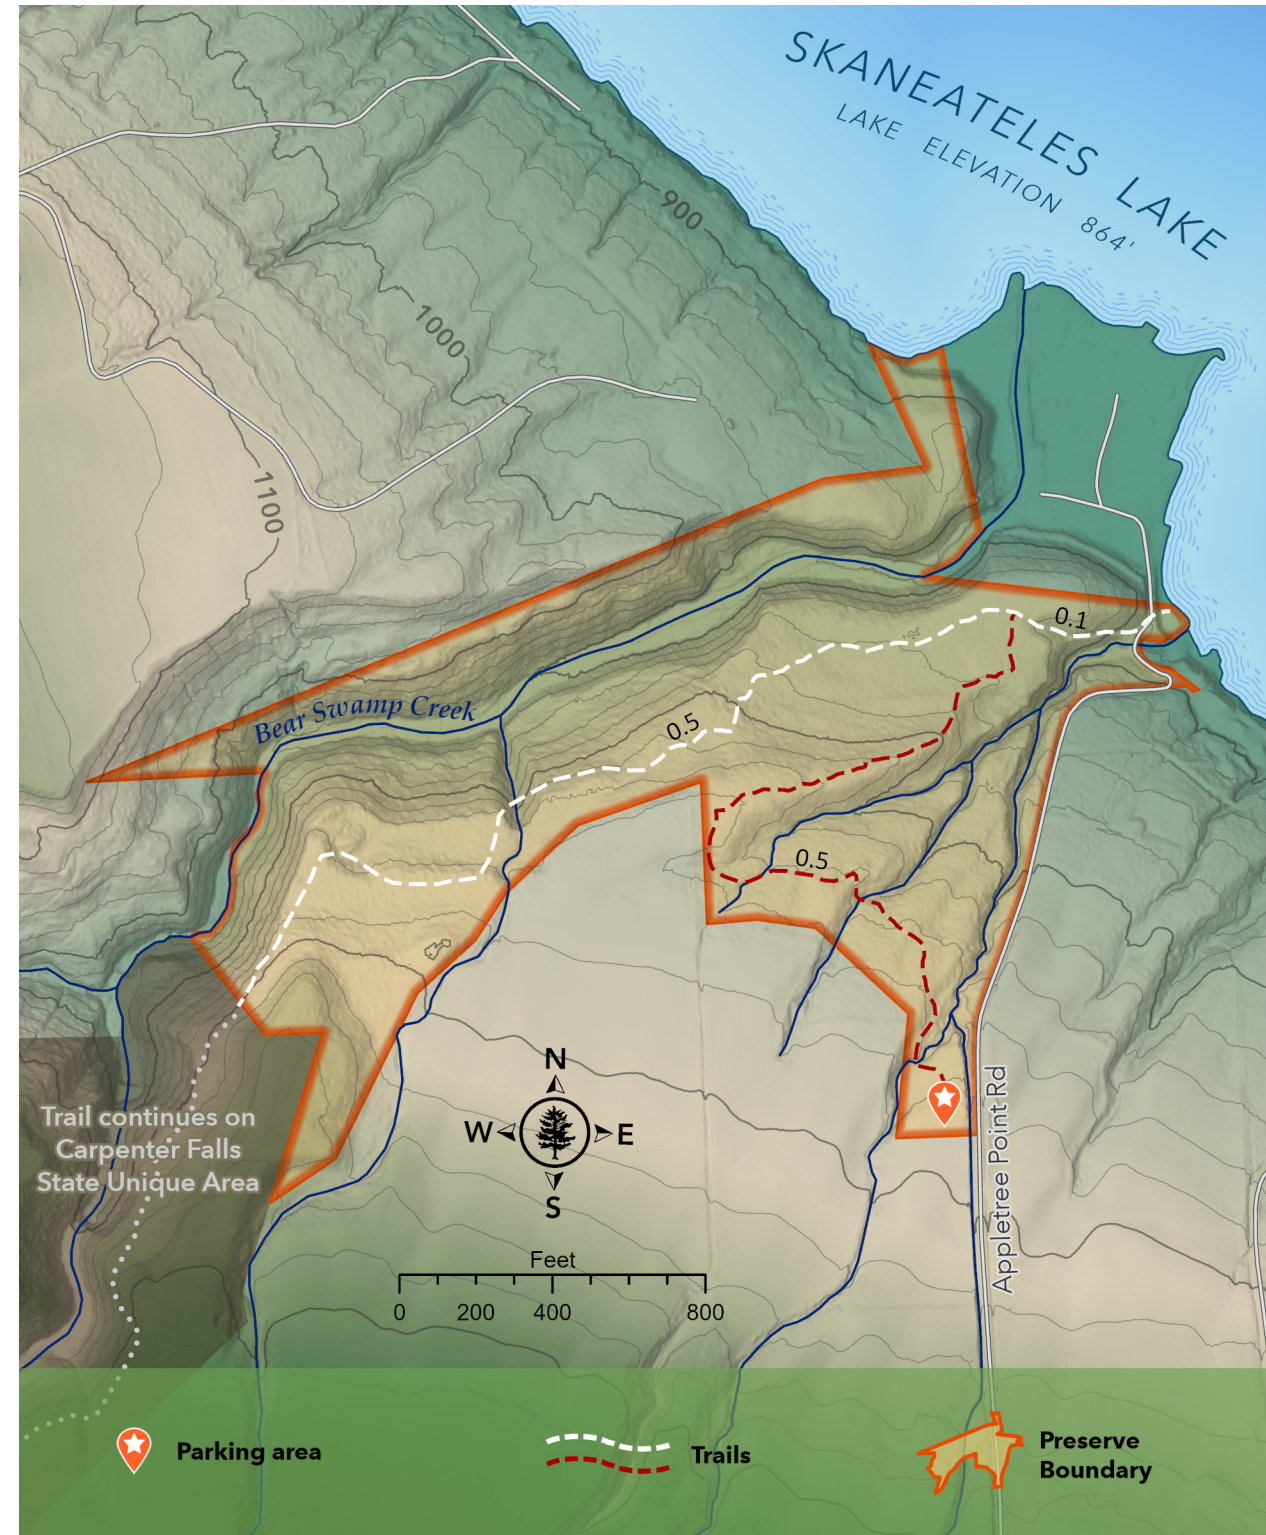 SKANEATELES LAKE
LAKE ELEVATION 864'
900
1000
1100
0.1
Bear Swamp Creek
0.5
0.5
N
W E
S
Trail continues on
Carpenter Falls
State Unique Area
Appletree Point Rd
Feet
0 200 400 800
Parking area
Trails
Preserve
Boundary